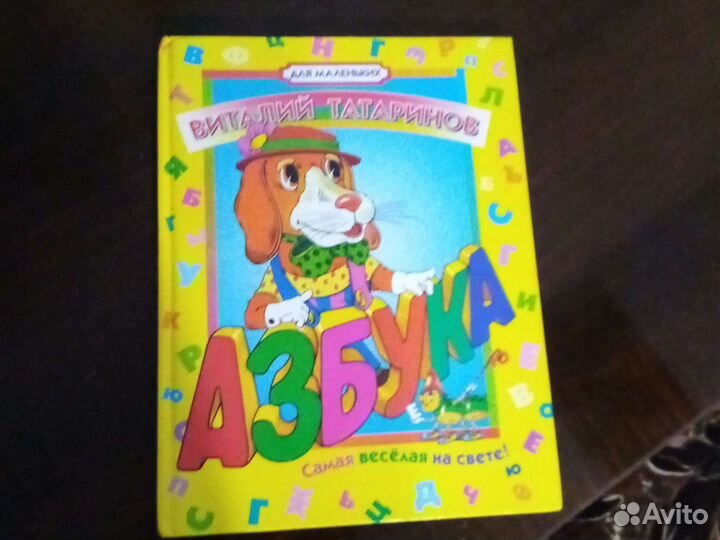 ДЛЯ МАЛЕНЬКИХ
ВИТАЛИЙ ТАТАРИНОВ
АЗБУКА
Самая весёлая на свете!
Avito